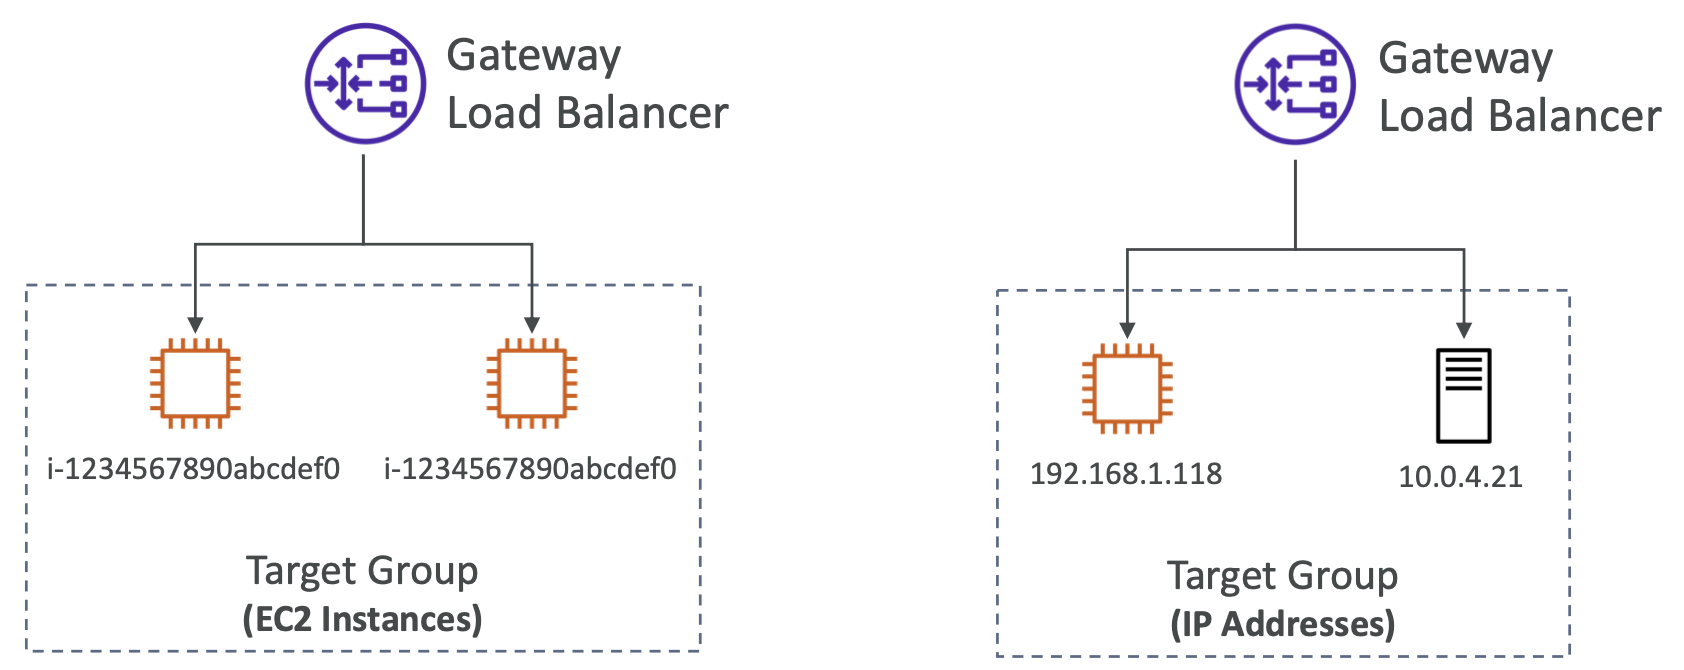 Gateway
Load Balancer
i-1234567890abcdef0
i-1234567890abcdef0
Target Group
(EC2 Instances)
Gateway
Load Balancer
192.168.1.118
10.0.4.21
Target Group
(IP Addresses)